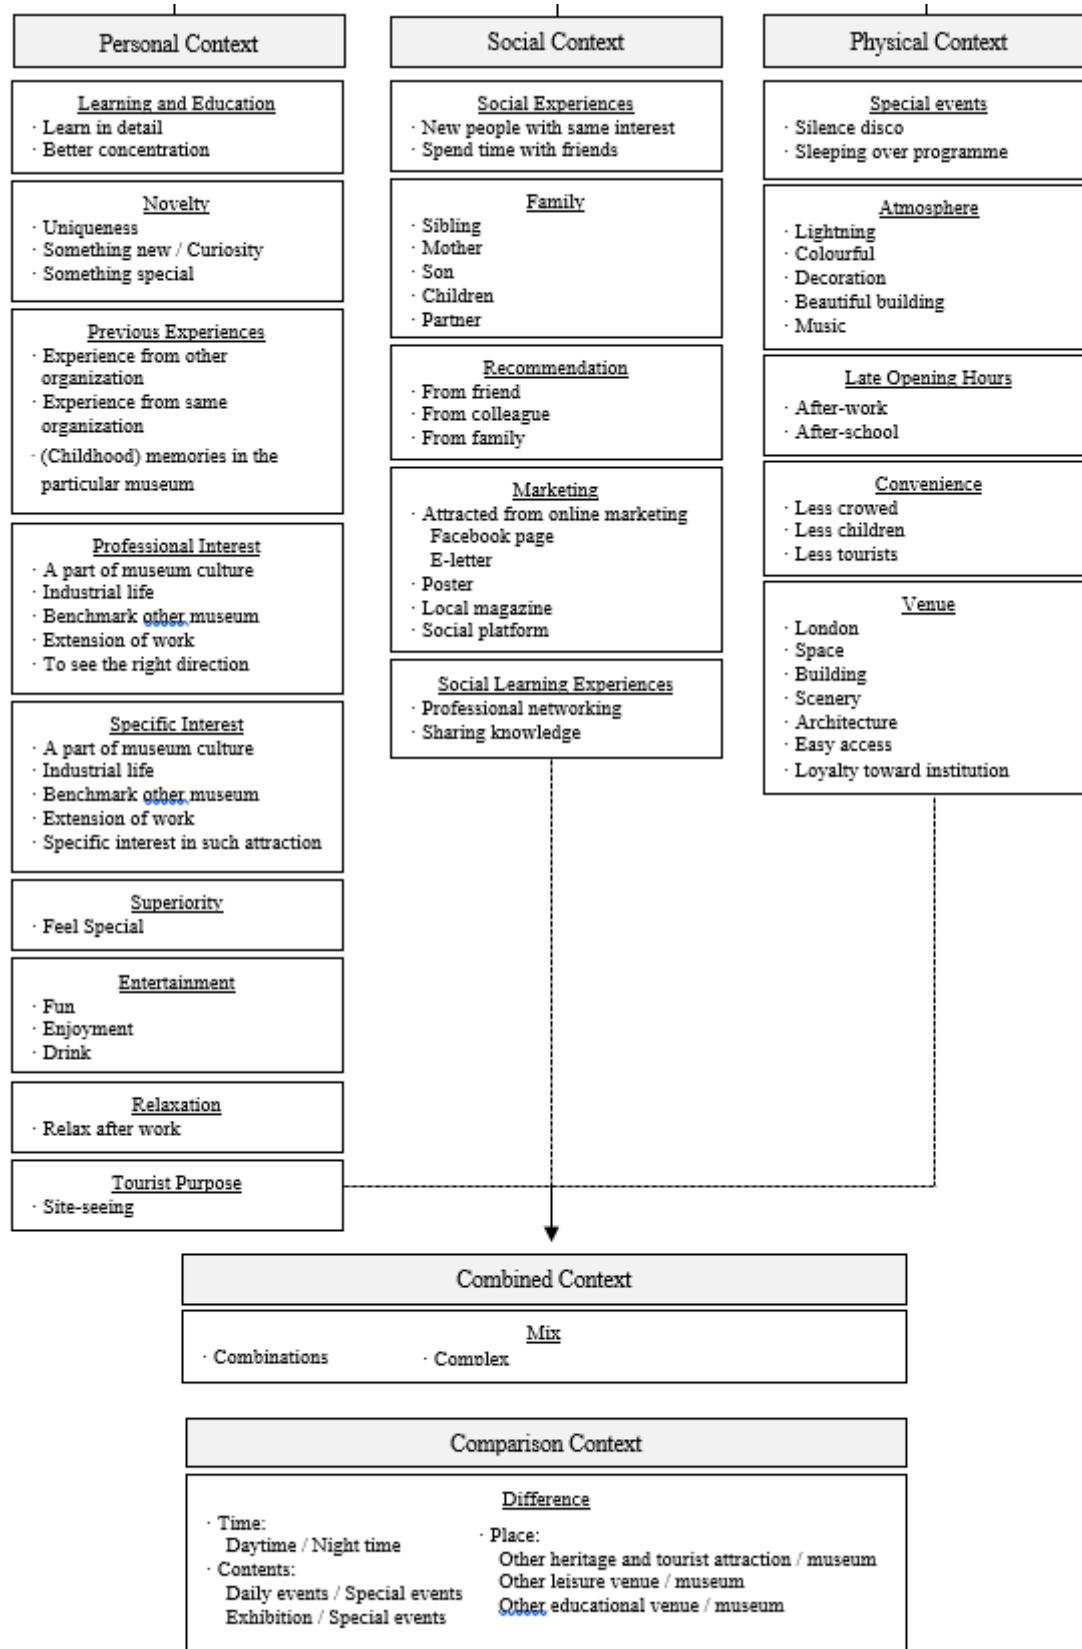 Personal Context
Learning and Education
· Learn in detail
· Better concentration
Novelty
· Uniqueness
· Something new / Curiosity
· Something special
Previous Experiences
· Experience from other
organization
· Experience from same
organization
· (Childhood) memories in the
particular museum
Professional Interest
· A part of museum culture
· Industrial life
· Benchmark other museum
· Extension of work
· To see the right direction
Specific Interest
· A part of museum culture
· Industrial life
· Benchmark other museum
· Extension of work
· Specific interest in such attraction
Superiority
· Feel Special
Entertainment
· Fun
· Enjoyment
· Drink
Relaxation
· Relax after work
Tourist Purpose
· Site-seeing
Social Context
Social Experiences
· New people with same interest
· Spend time with friends
Family
· Sibling
· Mother
· Son
· Children
· Partner
Recommendation
· From friend
· From colleague
· From family
Marketing
· Attracted from online marketing
Facebook page
E-letter
· Poster
· Local magazine
· Social platform
Social Learning Experiences
· Professional networking
· Sharing knowledge
Physical Context
Special events
· Silence disco
· Sleeping over programme
Atmosphere
· Lightning
· Colourful
· Decoration
· Beautiful building
· Music
Late Opening Hours
· After-work
· After-school
Convenience
· Less crowed
· Less children
· Less tourists
Venue
· London
· Space
· Building
· Scenery
· Architecture
· Easy access
· Loyalty toward institution
Combined Context
Mix
· Combinations
· Complex
Comparison Context
Difference
· Time:
Daytime / Night time
· Contents:
Daily events / Special events
Exhibition / Special events
· Place:
Other heritage and tourist attraction / museum
Other leisure venue / museum
Other educational venue / museum